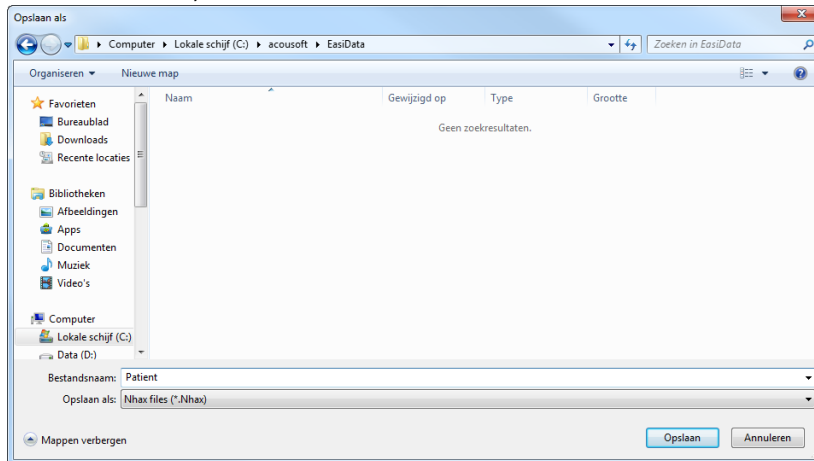 Opslaan als
Computer Lokale schijf (C:) acousoft EasiData Zoeken in EasiData
Organiseren Nieuwe map
Naam Gewijzigd op Type Grootte
Geen zoekresultaten.
Favorieten
Bureaublad
Downloads
Recente locaties
Bibliotheken
Afbeeldingen
Apps
Documenten
Muziek
Video's
Computer
Lokale schijf (C:)
Data (D:)
Bestandsnaam: Patient
Opslaan als: Nhax files (*.Nhax)
Mappen verbergen Opslaan Annuleren